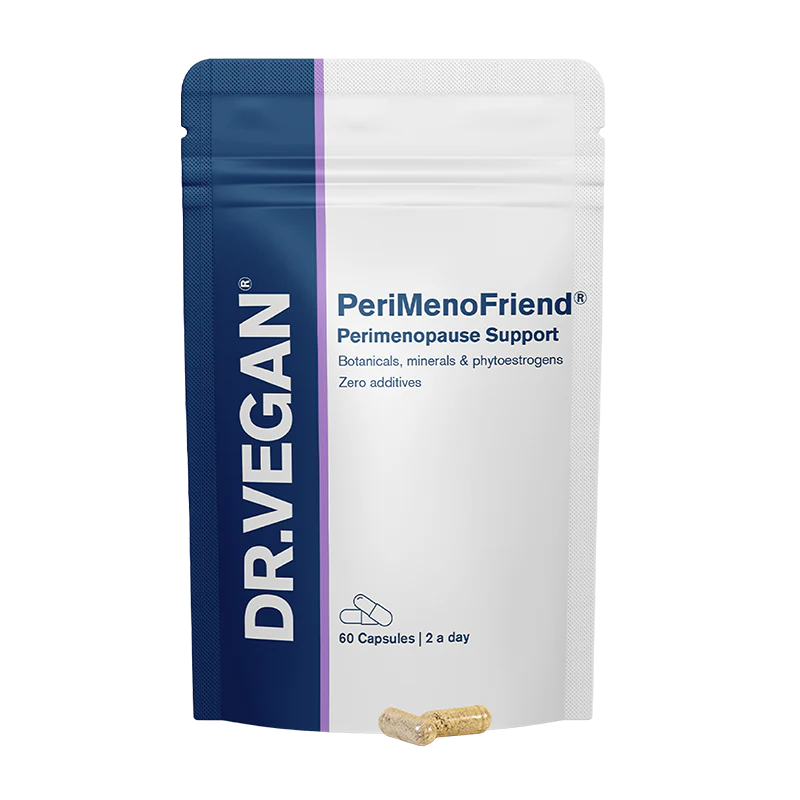 DR.VEGAN®
PeriMenoFriend®
Perimenopause Support
Botanicals, minerals & phytoestrogens
Zero additives
60 Capsules | 2 a day